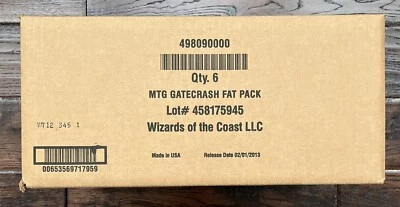 498090000
Qty. 6
MTG GATECRASH FAT PACK
Lot# 458175945
Wizards of the Coast LLC
W712 345 1
Made in USA
Release Date 02/01/2013
00653569717959